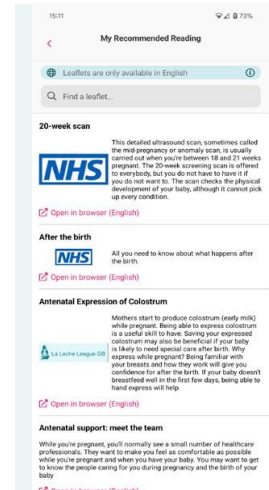 15:11
73%
My Recommended Reading
Leaflets are only available in English
Find a leaflet...
20-week scan
This detailed ultrasound scan, sometimes called
the mid-pregnancy or anomaly scan, is usually
carried out when you're between 18 and 21 weeks
pregnant. The 20-week screening scan is offered
to everybody, but you do not have to have it if
you do not want to. The scan checks the physical
development of your baby, although it cannot pick
up every condition.
NHS
Open in browser (English)
After the birth
NHS
All you need to know about what happens after
the birth.
Open in browser (English)
Antenatal Expression of Colostrum
Mothers start to produce colostrum (early milk)
while pregnant. Being able to express colostrum
is a useful skill to have. Saving your expressed
colostrum may also be beneficial if your baby
is likely to need special care after birth. Why
express while pregnant? Being familiar with
your breasts and how they work will give you
confidence for after the birth. If your baby doesn't
breastfeed well in the first few days, being able to
hand express will help.
La Leche League GB
Open in browser (English)
Antenatal support: meet the team
While you're pregnant, you'll normally see a small number of healthcare
professionals. They want to make you feel as comfortable as possible
while you're pregnant and when you have your baby. You may want to get
to know the people caring for you during pregnancy and the birth of your
baby
Open in browser (English)